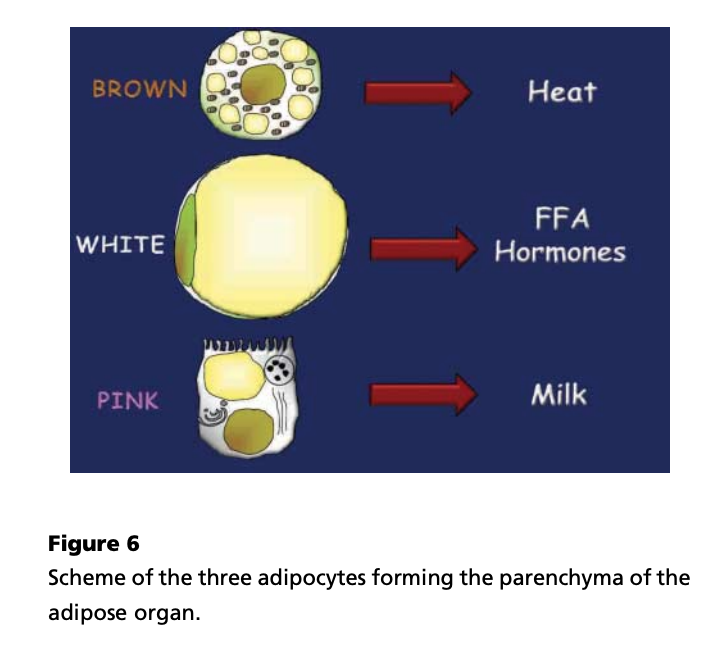 BROWN
Heat
WHITE
FFA
Hormones
PINK
Milk
Figure 6
Scheme of the three adipocytes forming the parenchyma of the
adipose organ.